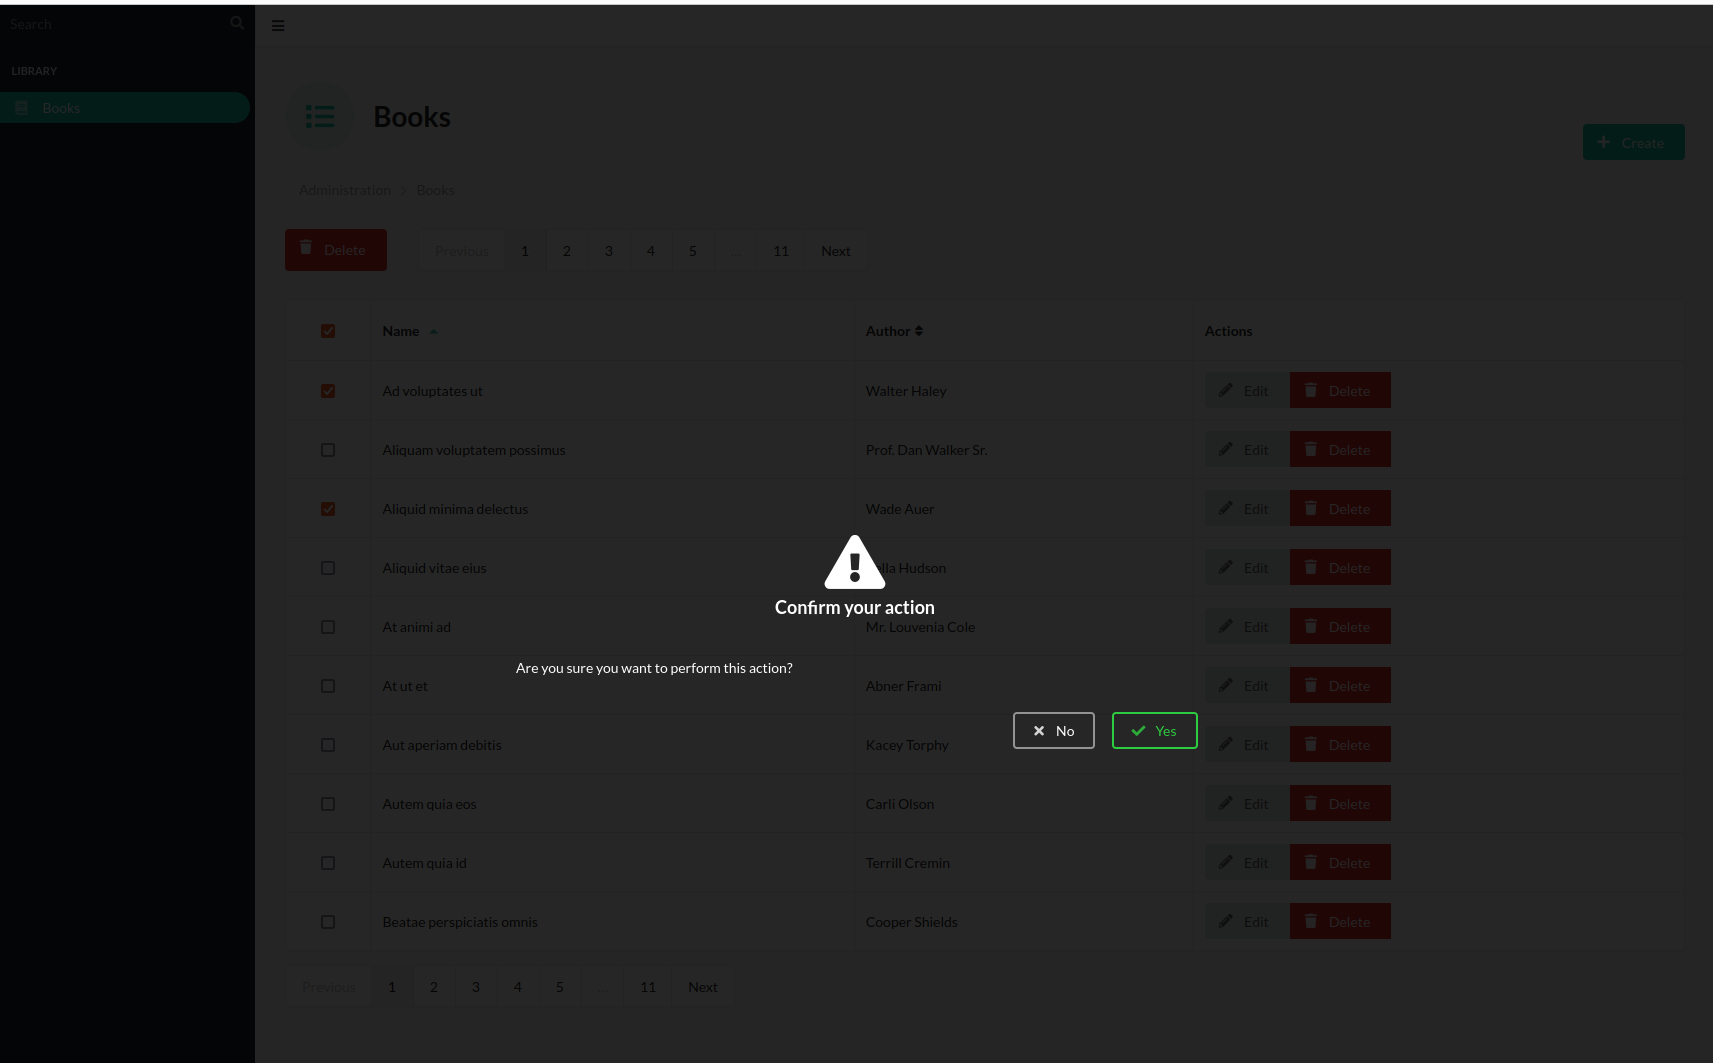 Search
LIBRARY
Books
Books
Create
Administration > Books
Delete
Previous 1 2 3 4 5 ... 11 Next
Name Author Actions
Ad voluptates ut Walter Haley Edit Delete
Aliquam voluptatem possimus Prof. Dan Walker Sr. Edit Delete
Aliquid minima delectus Wade Auer Edit Delete
Aliquid vitae eius Hudson Edit Delete
Confirm your action
At animi ad Mr. Louvenia Cole Edit Delete
Are you sure you want to perform this action?
At ut et Abner Frami Edit Delete
No Yes
Aut aperiam debitis Kacey Torphy Edit Delete
Autem quia eos Carli Olson Edit Delete
Autem quia id Terrill Cremin Edit Delete
Beatae perspiciatis omnis Cooper Shields Edit Delete
Previous 1 2 3 4 5 ... 11 Next